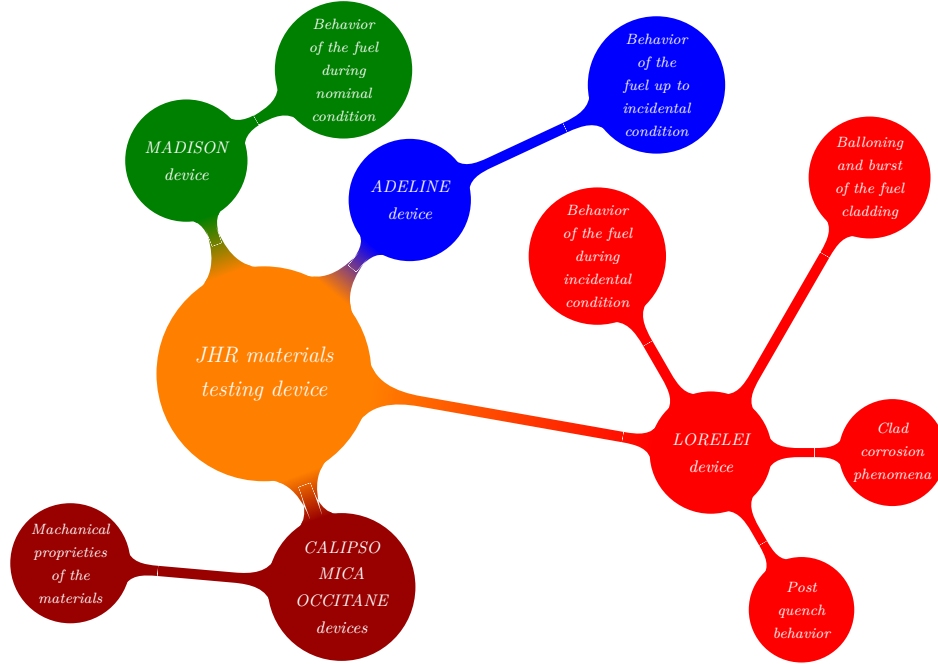 Behavior
of the fuel
during
nominal
condition
MADISON
device
Behavior
of the
fuel up to
incidental
condition
ADELINE
device
Balloning
and burst
of the fuel
cladding
Behavior
of the fuel
during
incidental
condition
JHR materials
testing device
LORELEI
device
Clad
corrosion
phenomena
Machanical
proprieties
of the
materials
CALIPSO
MICA
OCCITANE
devices
Post
quench
behavior